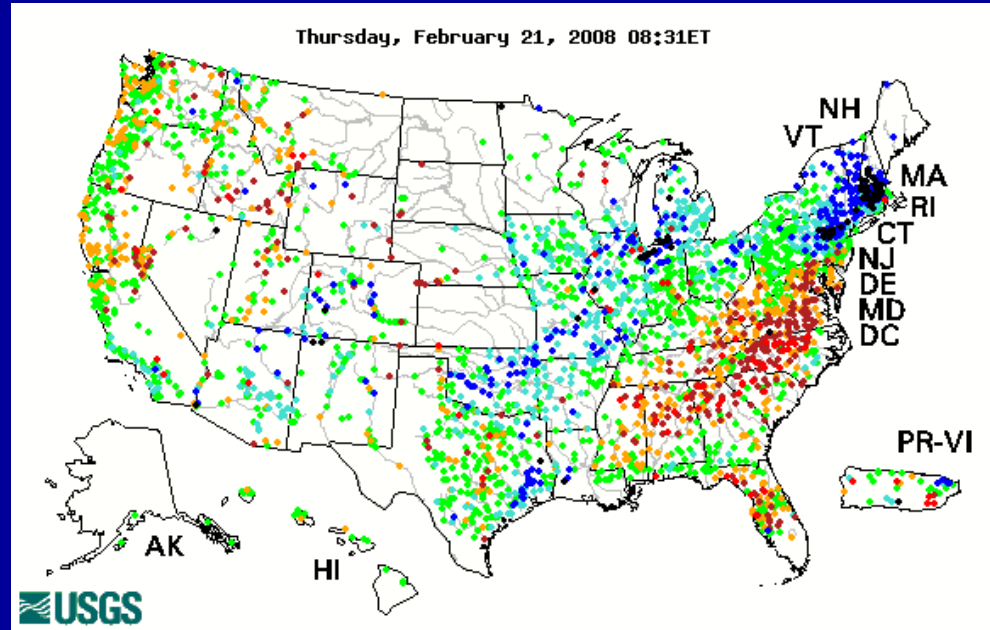 Thursday, February 21, 2008 08:31ET
NH
VT
MA
RI
CT
NJ
DE
MD
DC
PR-VI
AK
HI
USGS